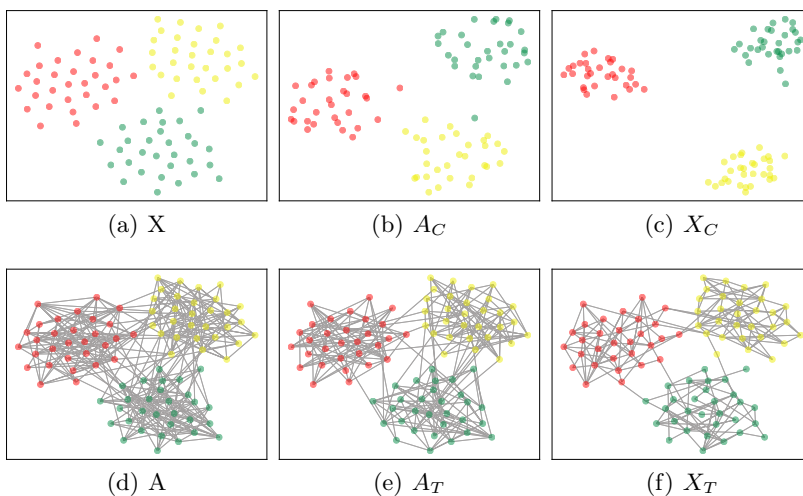 (a) X
(b) A_C
(c) X_C
(d) A
(e) A_T
(f) X_T